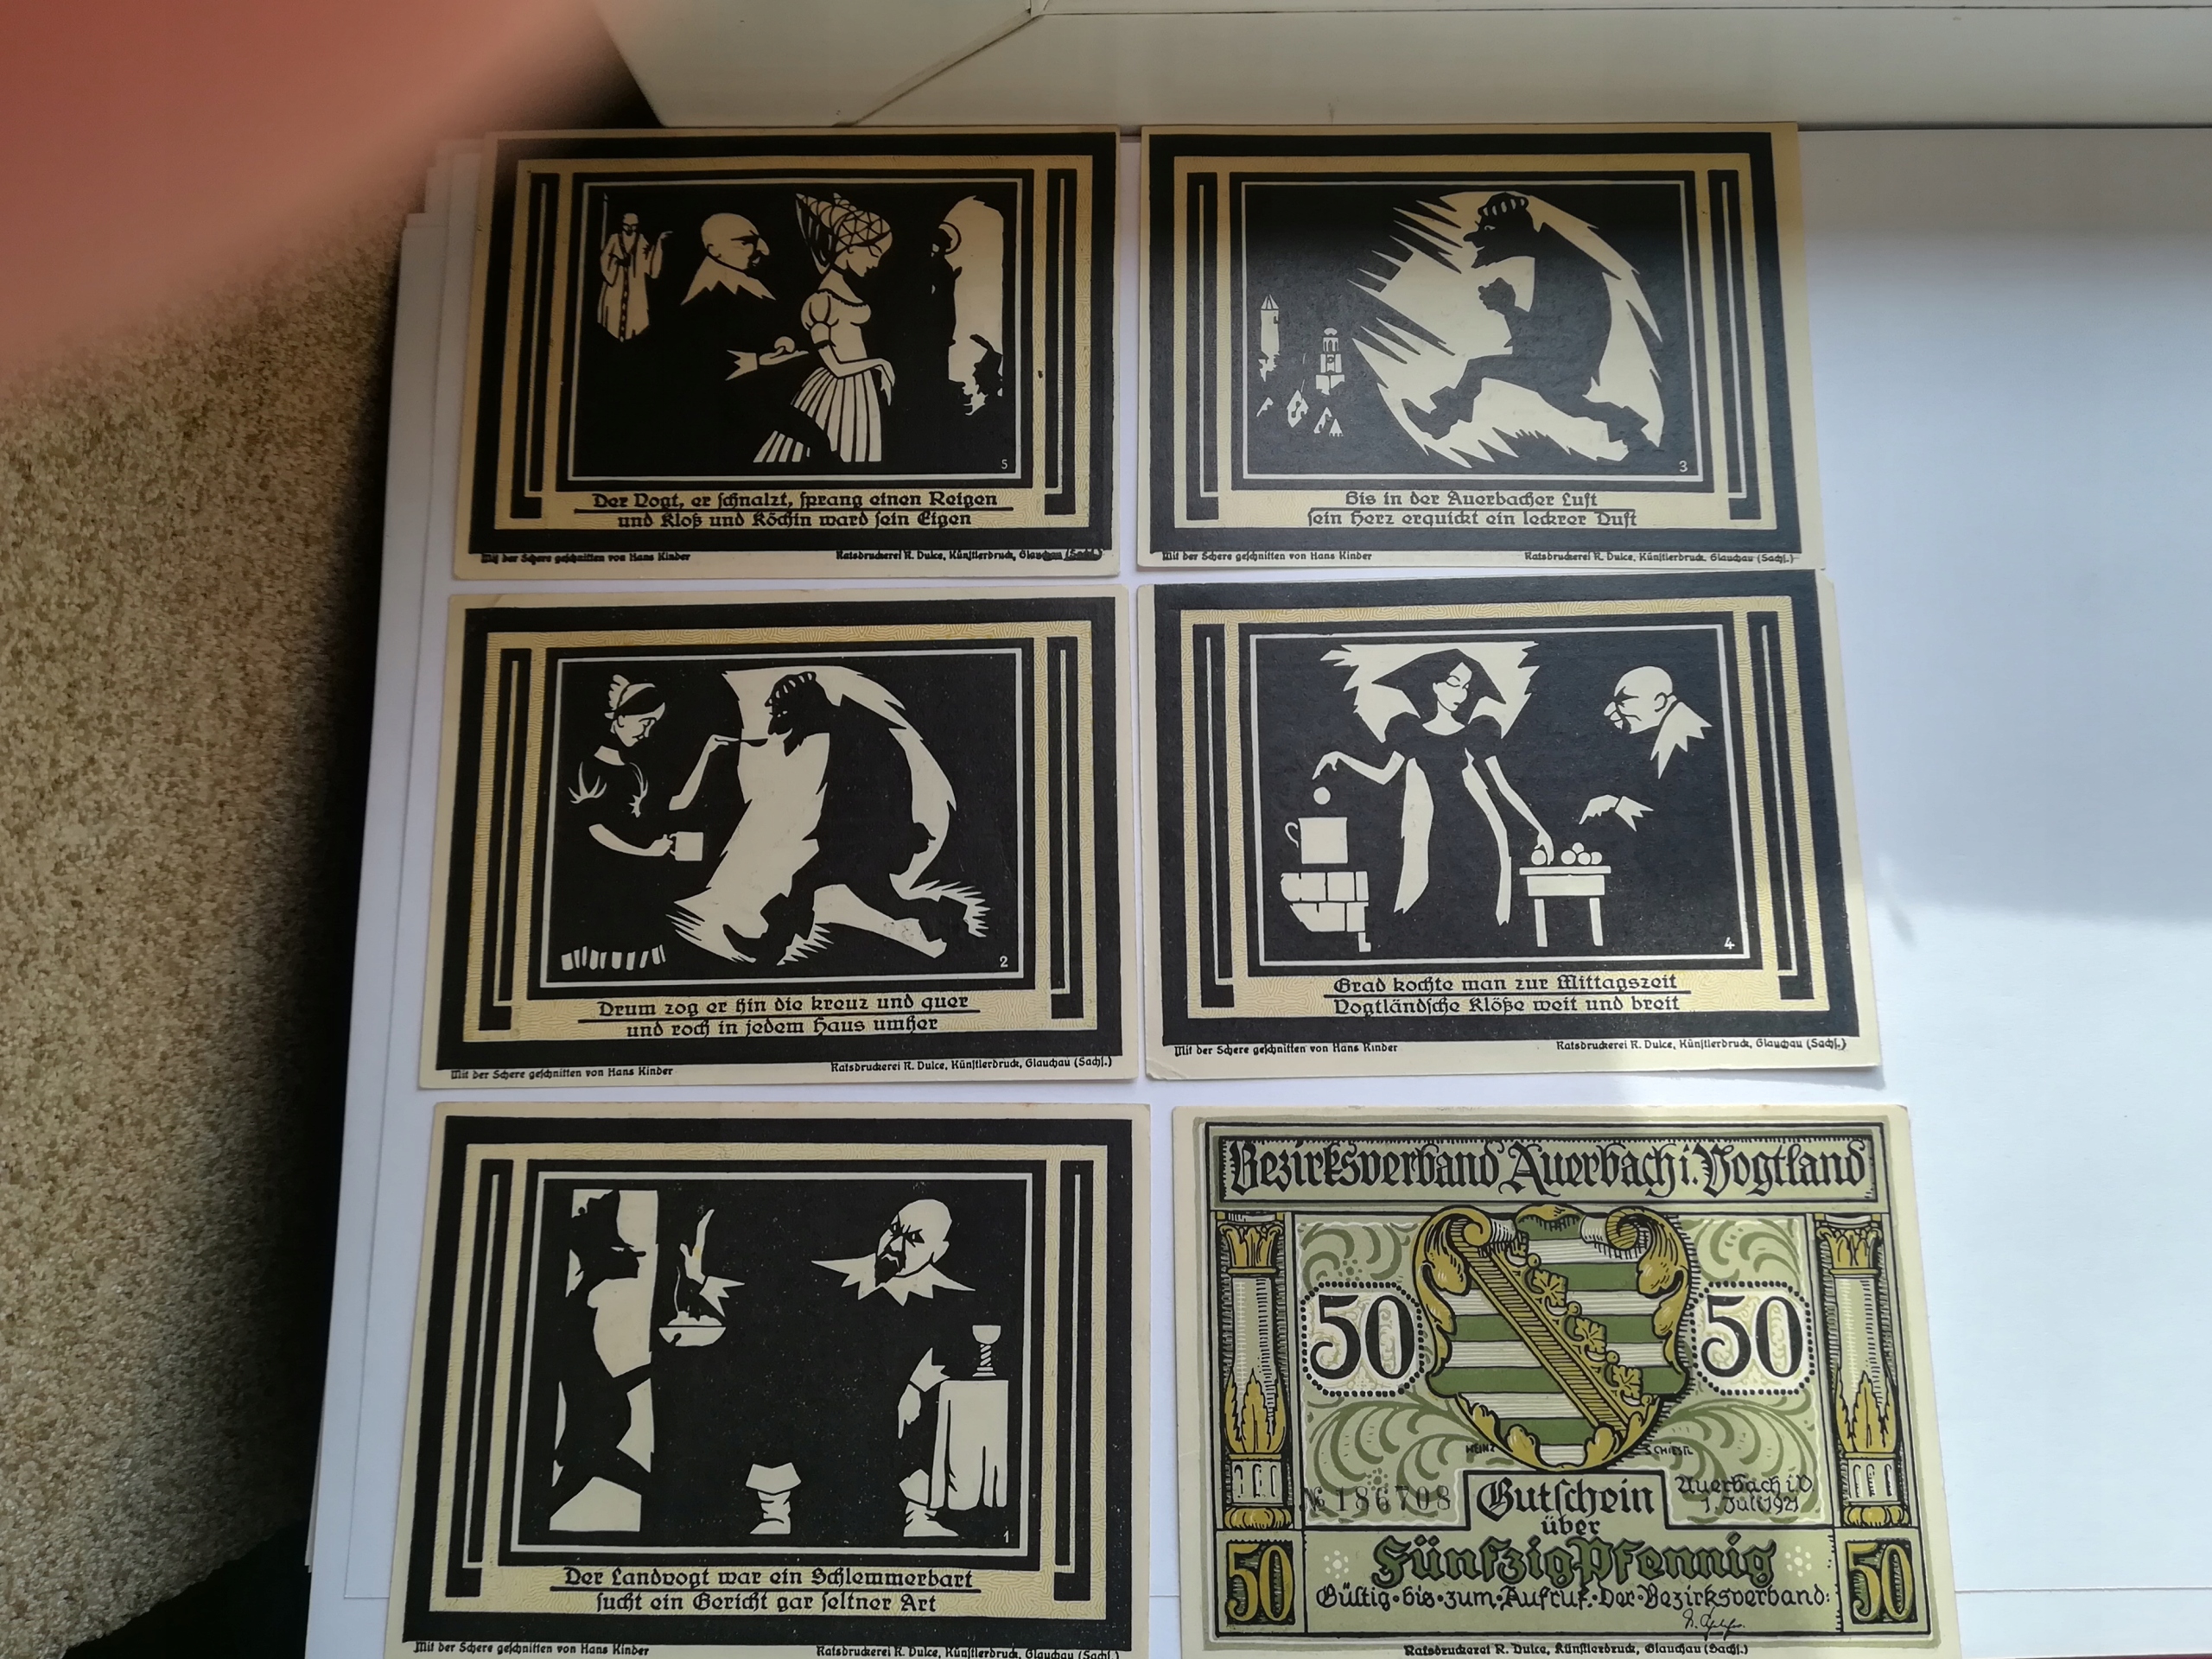 5
Der Vogt, er schnalzt, sprang einen Reigen
und Kloß und Köchin ward sein Eigen
Mit der Schere geschnitten von Hans Kinder
Ratsdruckerei R. Dulce, Künstlerdruck, Glauchau (Sachs.)
3
Bis in der Auerbacher Luft
sein Herz erquickt ein leckrer Duft
Mit der Schere geschnitten von Hans Kinder
Ratsdruckerei R. Dulce, Künstlerdruck, Glauchau (Sachs.)
2
Drum zog er hin die kreuz und quer
und roch in jedem Haus umher
Mit der Schere geschnitten von Hans Kinder
Ratsdruckerei R. Dulce, Künstlerdruck, Glauchau (Sachs.)
4
Grad kochte man zur Mittagszeit
Vogtländsche Klöße weit und breit
Mit der Schere geschnitten von Hans Kinder
Ratsdruckerei R. Dulce, Künstlerdruck, Glauchau (Sachs.)
1
Der Landvogt war ein Schlemmerbart
sucht ein Gericht gar seltner Art
Mit der Schere geschnitten von Hans Kinder
Ratsdruckerei R. Dulce, Künstlerdruck, Glauchau (Sachs.)
Bezirksverband Auerbach i. Vogtland
50 50
HEINZ SCHIESTL
№ 186708 Gutschein Auerbach i.V.
1. Juli 1921
über
50 Fünfzig Pfennig 50
Gültig·bis·zum·Aufruf.·Der·Bezirksverband:
Ratsdruckerei R. Dulce, Künstlerdruck, Glauchau (Sachs.)